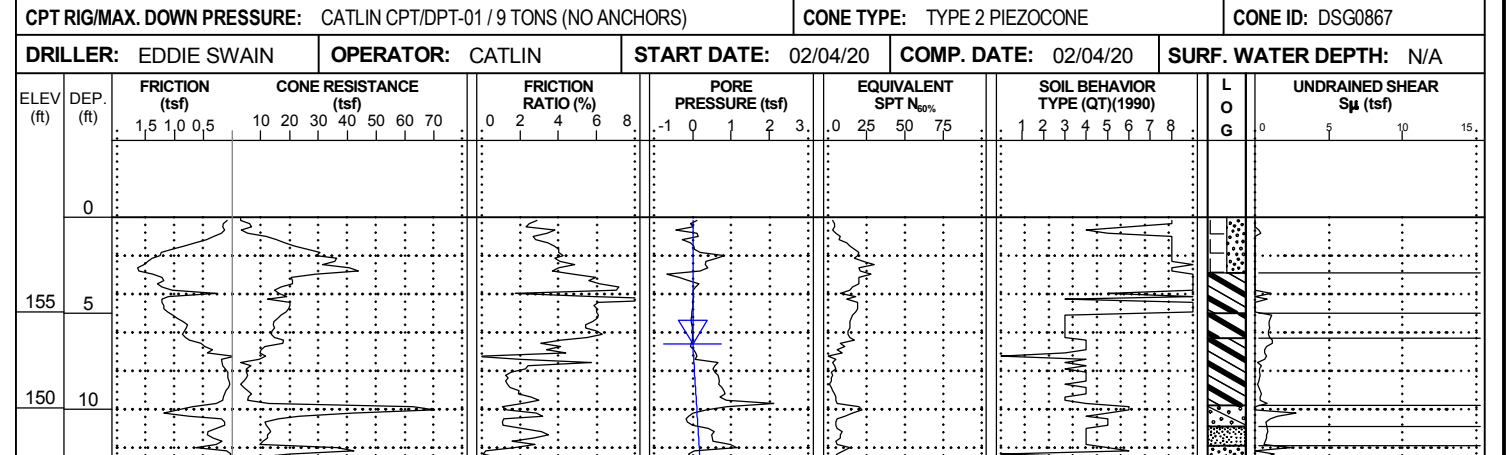 CPT RIG/MAX. DOWN PRESSURE: CATLIN CPT/DPT-01 / 9 TONS (NO ANCHORS) CONE TYPE: TYPE 2 PIEZOCONE CONE ID: DSG0867
DRILLER: EDDIE SWAIN OPERATOR: CATLIN START DATE: 02/04/20 COMP. DATE: 02/04/20 SURF. WATER DEPTH: N/A
ELEV (ft)
DEP. (ft)
FRICTION (tsf)
1,5 1,0 0,5
CONE RESISTANCE (tsf)
10 20 30 40 50 60 70
FRICTION RATIO (%)
0 2 4 6 8
PORE PRESSURE (tsf)
-1 0 1 2 3
EQUIVALENT SPT N60%
0 25 50 75
SOIL BEHAVIOR TYPE (QT)(1990)
1 2 3 4 5 6 7 8
L O G
UNDRAINED SHEAR Sµ (tsf)
0 5 10 15
0
155 5
150 10